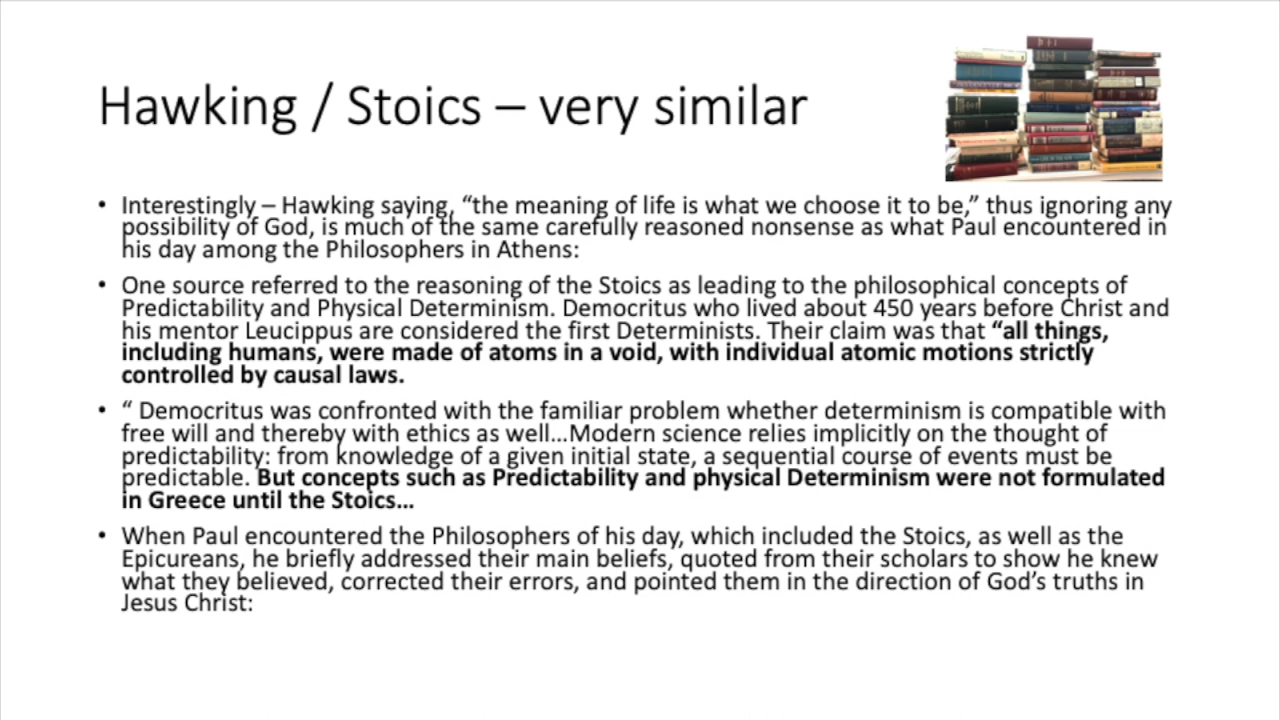 Hawking / Stoics – very similar
• Interestingly – Hawking saying, “the meaning of life is what we choose it to be,” thus ignoring any
possibility of God, is much of the same carefully reasoned nonsense as what Paul encountered in
his day among the Philosophers in Athens:
• One source referred to the reasoning of the Stoics as leading to the philosophical concepts of
Predictability and Physical Determinism. Democritus who lived about 450 years before Christ and
his mentor Leucippus are considered the first Determinists. Their claim was that “all things,
including humans, were made of atoms in a void, with individual atomic motions strictly
controlled by causal laws.
• “ Democritus was confronted with the familiar problem whether determinism is compatible with
free will and thereby with ethics as well…Modern science relies implicitly on the thought of
predictability: from knowledge of a given initial state, a sequential course of events must be
predictable. But concepts such as Predictability and physical Determinism were not formulated
in Greece until the Stoics…
• When Paul encountered the Philosophers of his day, which included the Stoics, as well as the
Epicureans, he briefly addressed their main beliefs, quoted from their scholars to show he knew
what they believed, corrected their errors, and pointed them in the direction of God’s truths in
Jesus Christ: